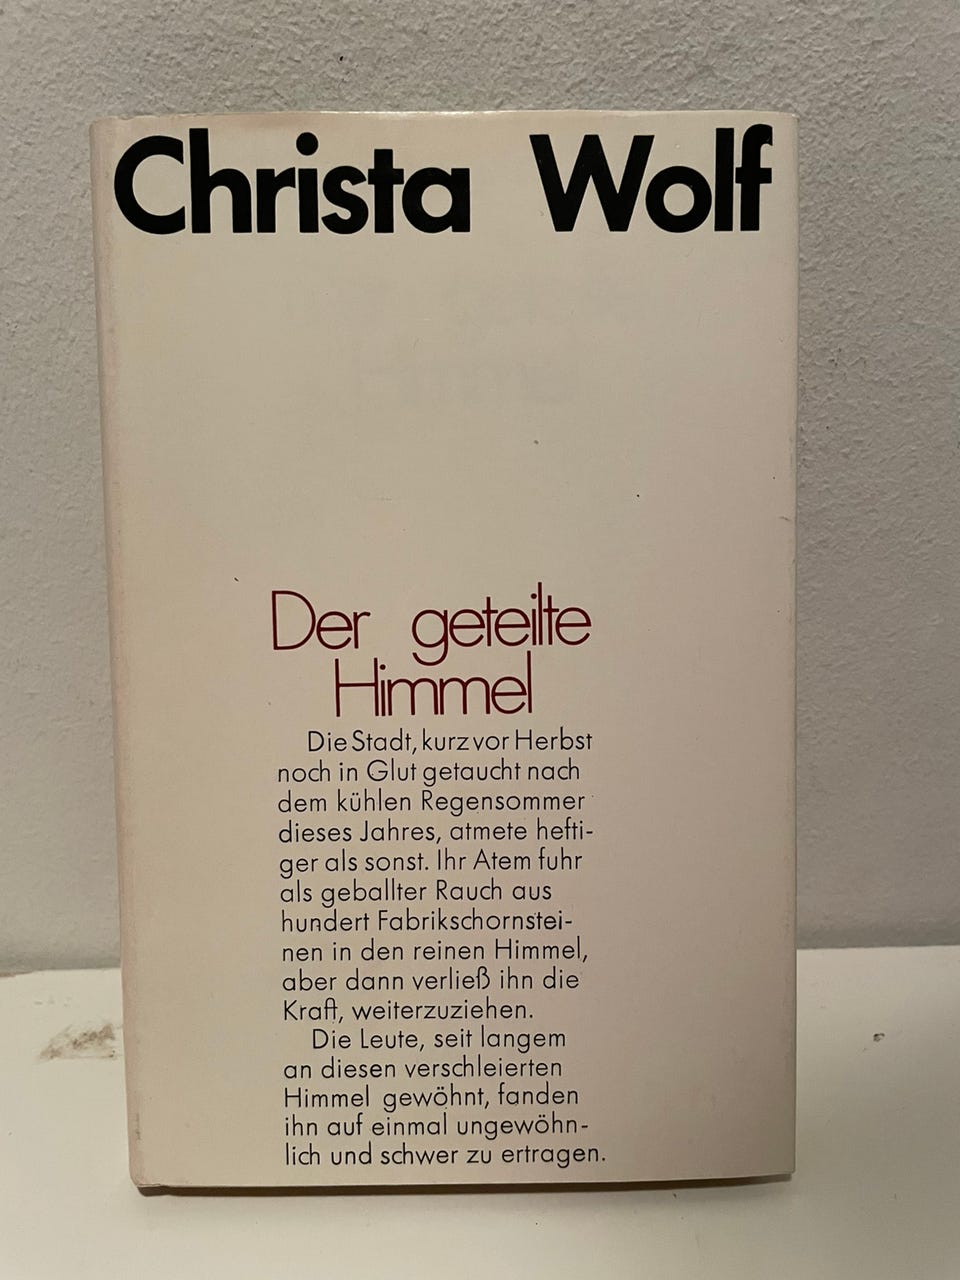 Christa Wolf
Der geteilte
Himmel
Die Stadt, kurz vor Herbst
noch in Glut getaucht nach
dem kühlen Regensommer
dieses Jahres, atmete hefti-
ger als sonst. Ihr Atem fuhr
als geballter Rauch aus
hundert Fabrikschornstei-
nen in den reinen Himmel,
aber dann verließ ihn die
Kraft, weiterzuziehen.
Die Leute, seit langem
an diesen verschleierten
Himmel gewöhnt, fanden
ihn auf einmal ungewöhn-
lich und schwer zu ertragen.